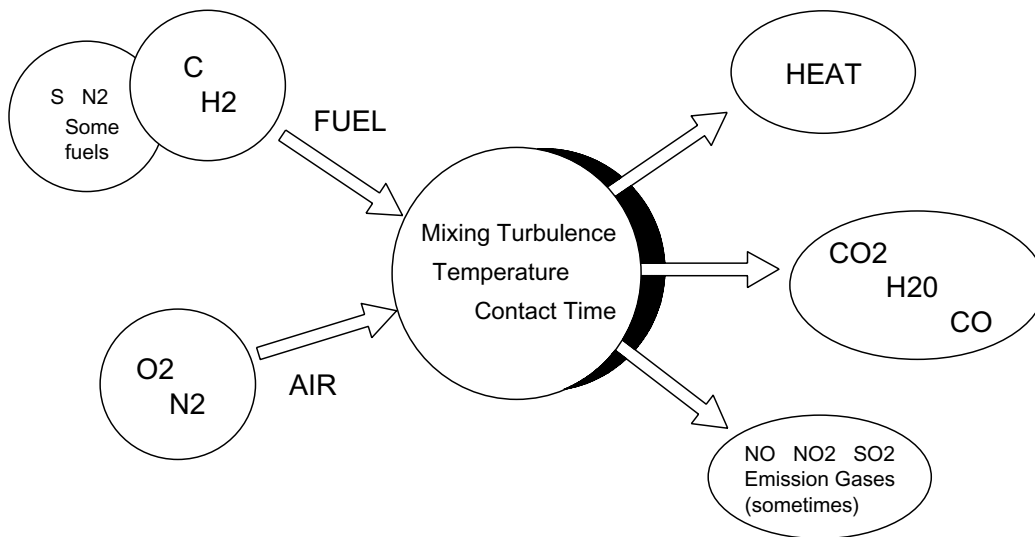 C
H2
S N2
Some
fuels
FUEL
O2
N2
AIR
Mixing Turbulence
Temperature
Contact Time
HEAT
CO2
H20
CO
NO NO2 SO2
Emission Gases
(sometimes)